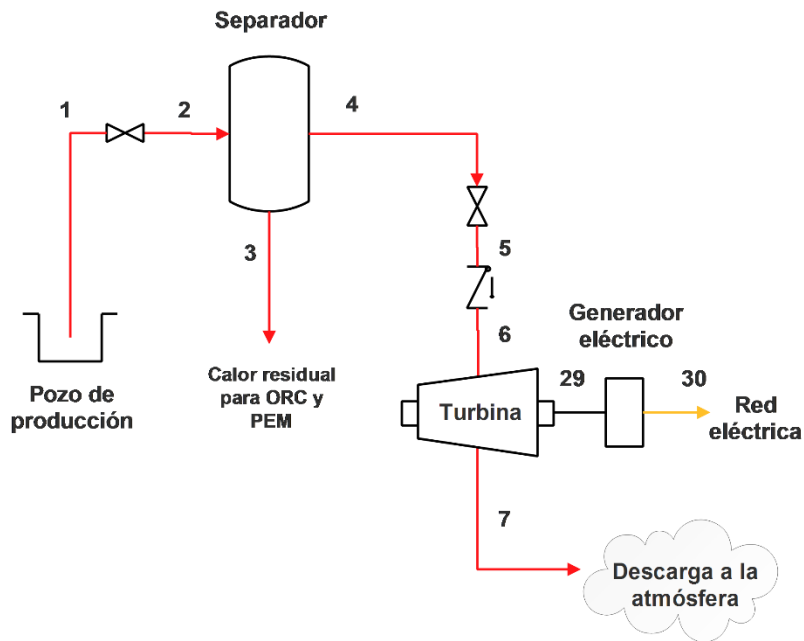 Separador
1
2
4
3
5
6
Pozo de
producción
Calor residual
para ORC y
PEM
Generador
eléctrico
Turbina
29
30
Red
eléctrica
7
Descarga a la
atmósfera